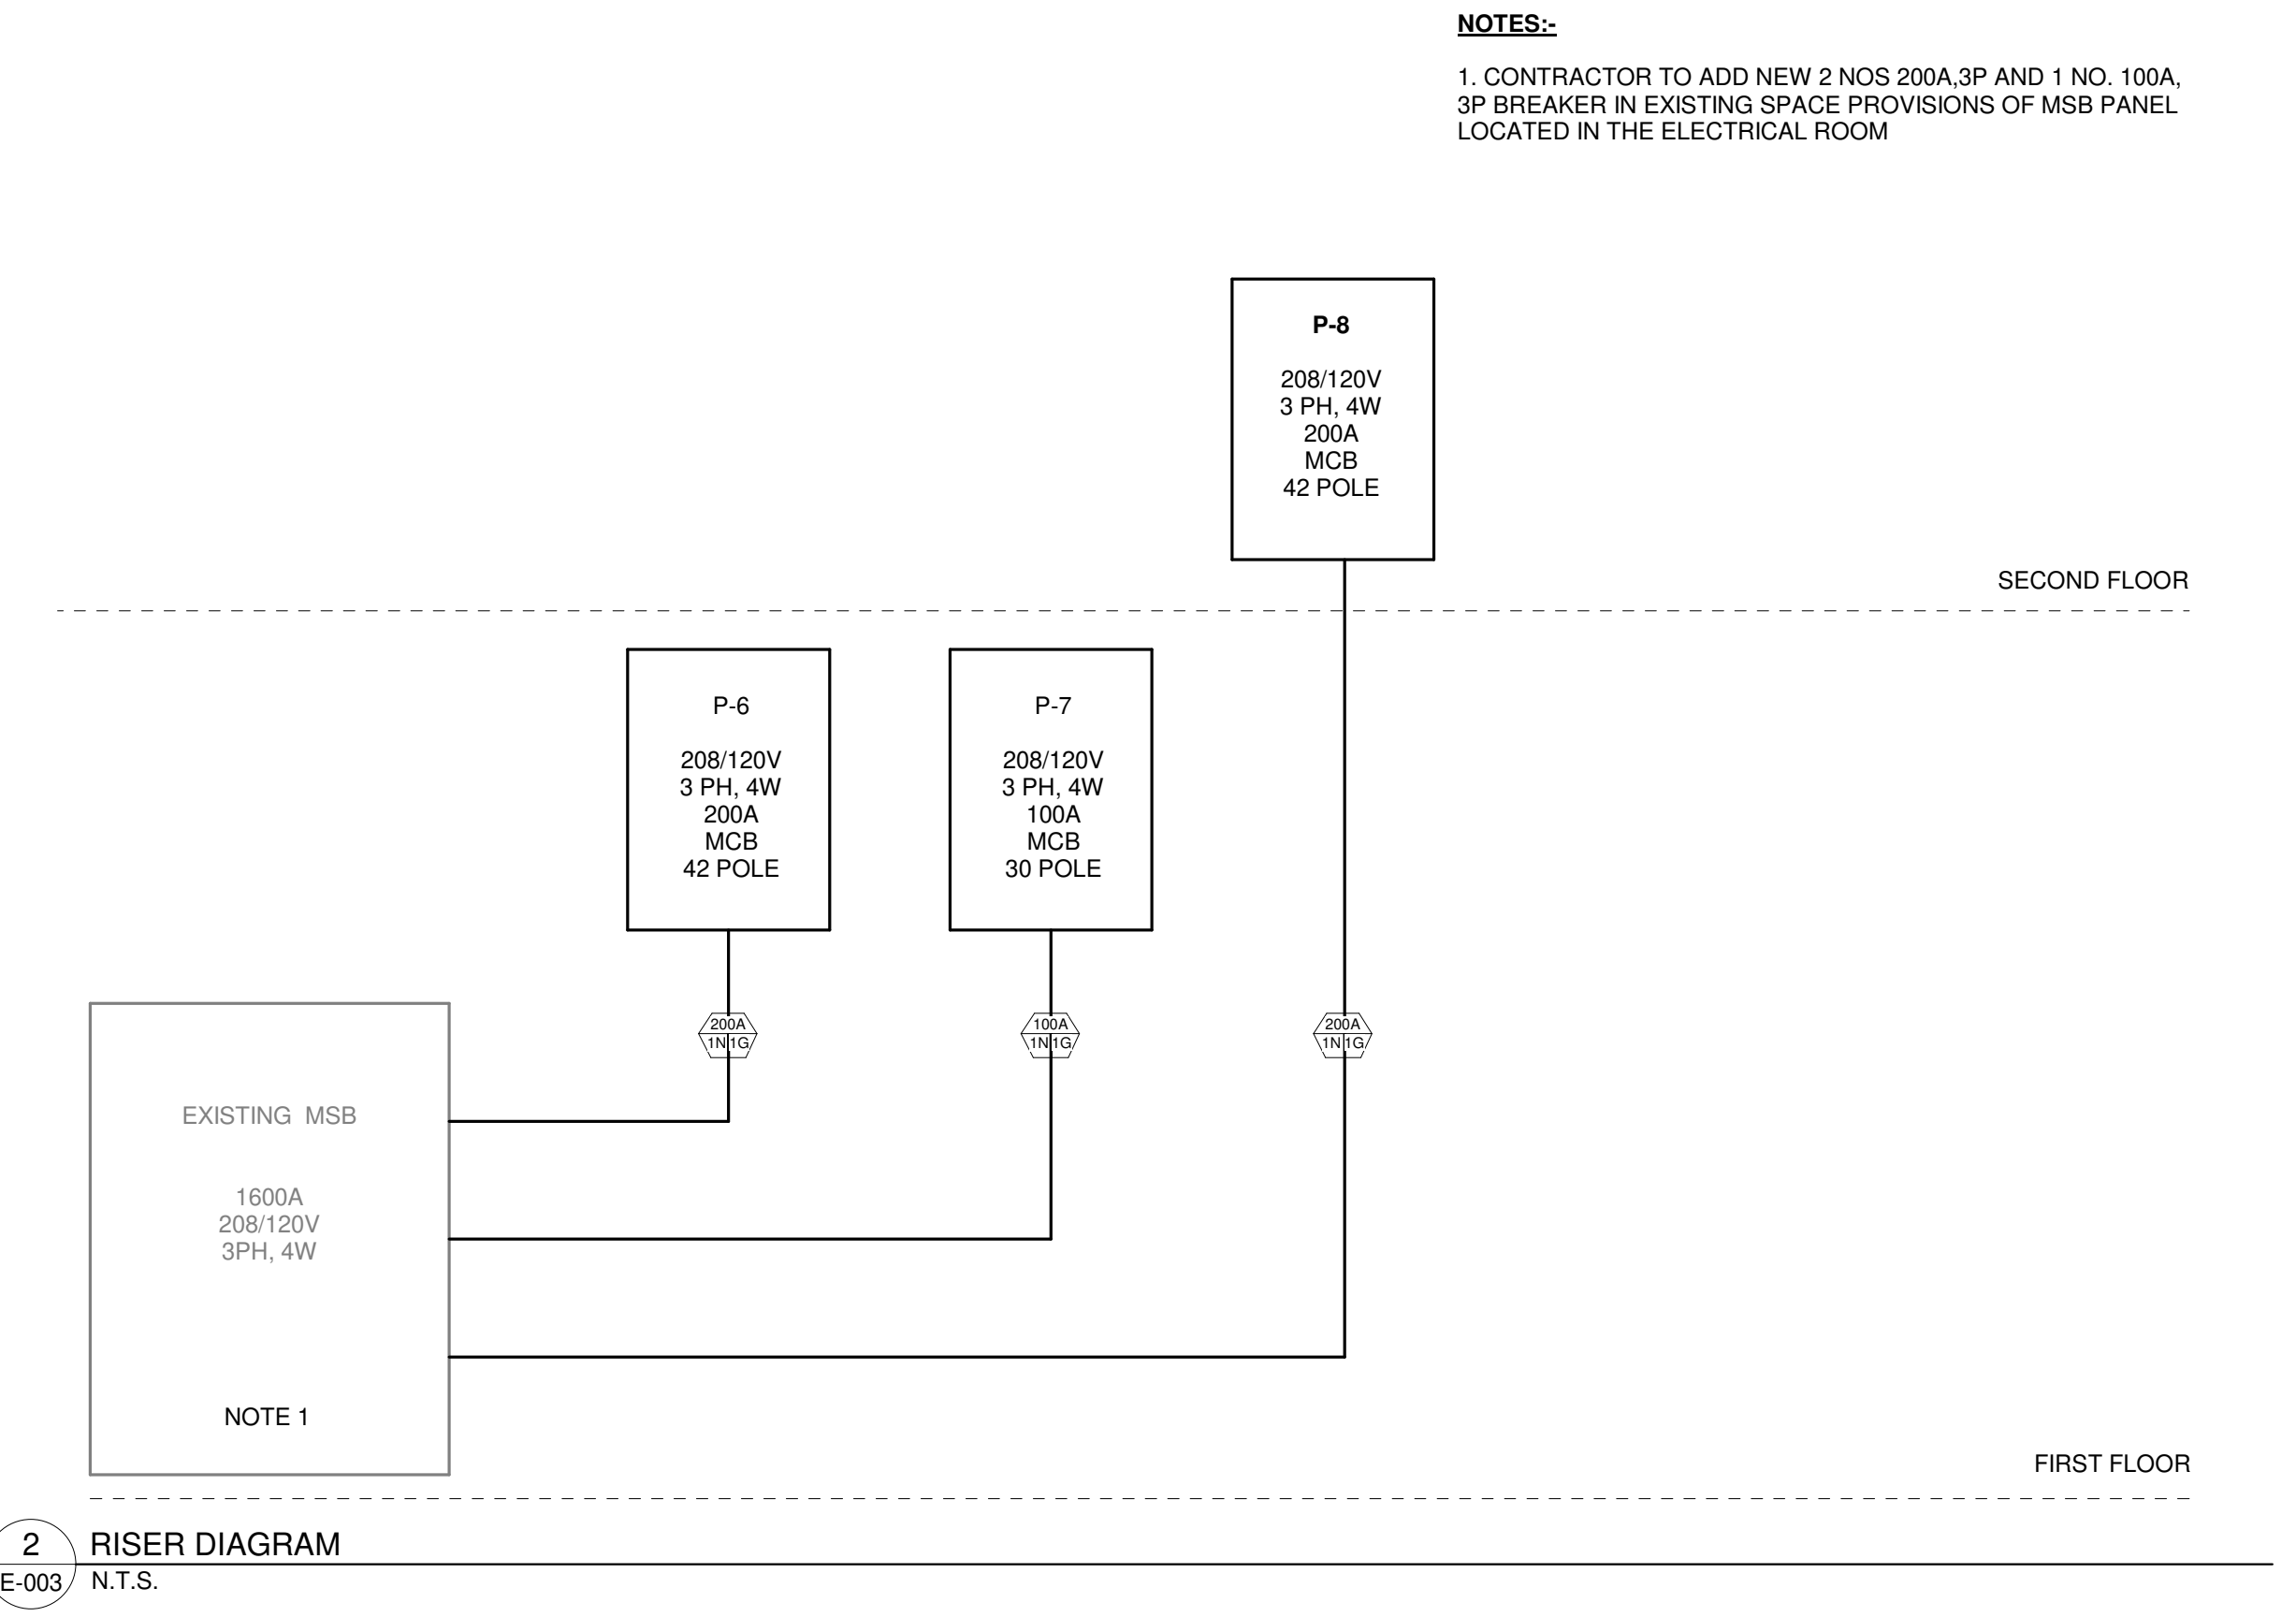 NOTES:-
1. CONTRACTOR TO ADD NEW 2 NOS 200A,3P AND 1 NO. 100A,
3P BREAKER IN EXISTING SPACE PROVISIONS OF MSB PANEL
LOCATED IN THE ELECTRICAL ROOM
P-8
208/120V
3 PH, 4W
200A
MCB
42 POLE
SECOND FLOOR
P-6
208/120V
3 PH, 4W
200A
MCB
42 POLE
P-7
208/120V
3 PH, 4W
100A
MCB
30 POLE
200A
1N 1G
100A
1N 1G
200A
1N 1G
EXISTING MSB
1600A
208/120V
3PH, 4W
NOTE 1
FIRST FLOOR
2
E-003
RISER DIAGRAM
N.T.S.